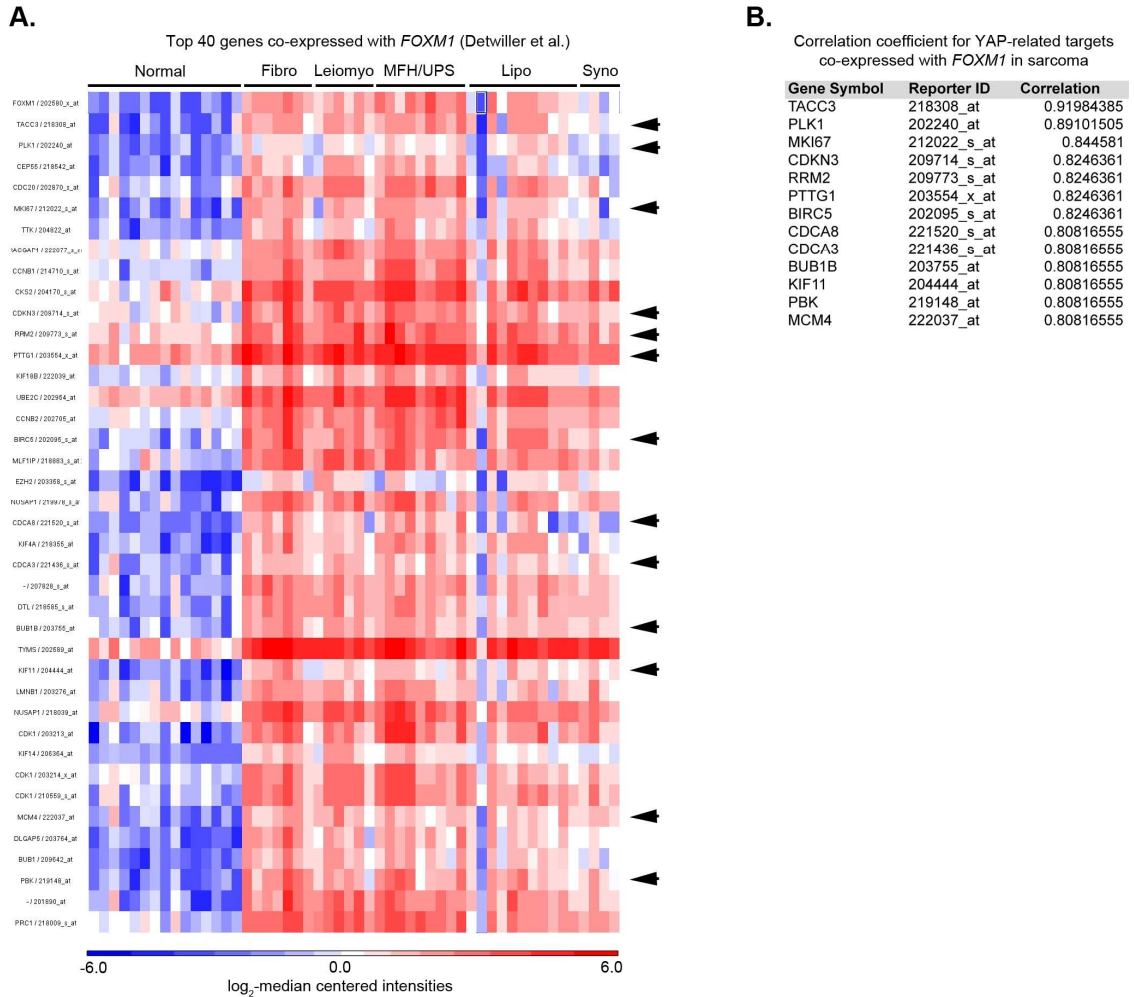 A.
Top 40 genes co-expressed with FOXM1 (Detwiller et al.)
Normal Fibro Leiomyo MFH/UPS Lipo Syno
FOXM1 / 202580_x_at
TACC3 / 218308_at
PLK1 / 202240_at
CEP55 / 218542_at
CDC20 / 202870_s_at
MKI67 / 212022_s_at
TTK / 204822_at
RACGAP1 / 222077_s_at
CCNB1 / 214710_s_at
CKS2 / 204170_s_at
CDKN3 / 209714_s_at
RRM2 / 209773_s_at
PTTG1 / 203554_x_at
KIF18B / 222039_at
UBE2C / 202954_at
CCNB2 / 202705_at
BIRC5 / 202095_s_at
MLF1IP / 218883_s_at
EZH2 / 203358_s_at
NUSAP1 / 219978_s_at
CDCA8 / 221520_s_at
KIF4A / 218355_at
CDCA3 / 221436_s_at
- / 207828_s_at
DTL / 218585_s_at
BUB1B / 203755_at
TYMS / 202589_at
KIF11 / 204444_at
LMNB1 / 203276_at
NUSAP1 / 218039_at
CDK1 / 203213_at
KIF14 / 206364_at
CDK1 / 203214_x_at
CDK1 / 210559_s_at
MCM4 / 222037_at
DLGAP5 / 203764_at
BUB1 / 209642_at
PBK / 219148_at
- / 201890_at
PRC1 / 218009_s_at
-6.0 0.0 6.0
log2-median centered intensities
B.
Correlation coefficient for YAP-related targets
co-expressed with FOXM1 in sarcoma
Gene Symbol Reporter ID Correlation
TACC3 218308_at 0.91984385
PLK1 202240_at 0.89101505
MKI67 212022_s_at 0.844581
CDKN3 209714_s_at 0.8246361
RRM2 209773_s_at 0.8246361
PTTG1 203554_x_at 0.8246361
BIRC5 202095_s_at 0.8246361
CDCA8 221520_s_at 0.80816555
CDCA3 221436_s_at 0.80816555
BUB1B 203755_at 0.80816555
KIF11 204444_at 0.80816555
PBK 219148_at 0.80816555
MCM4 222037_at 0.80816555